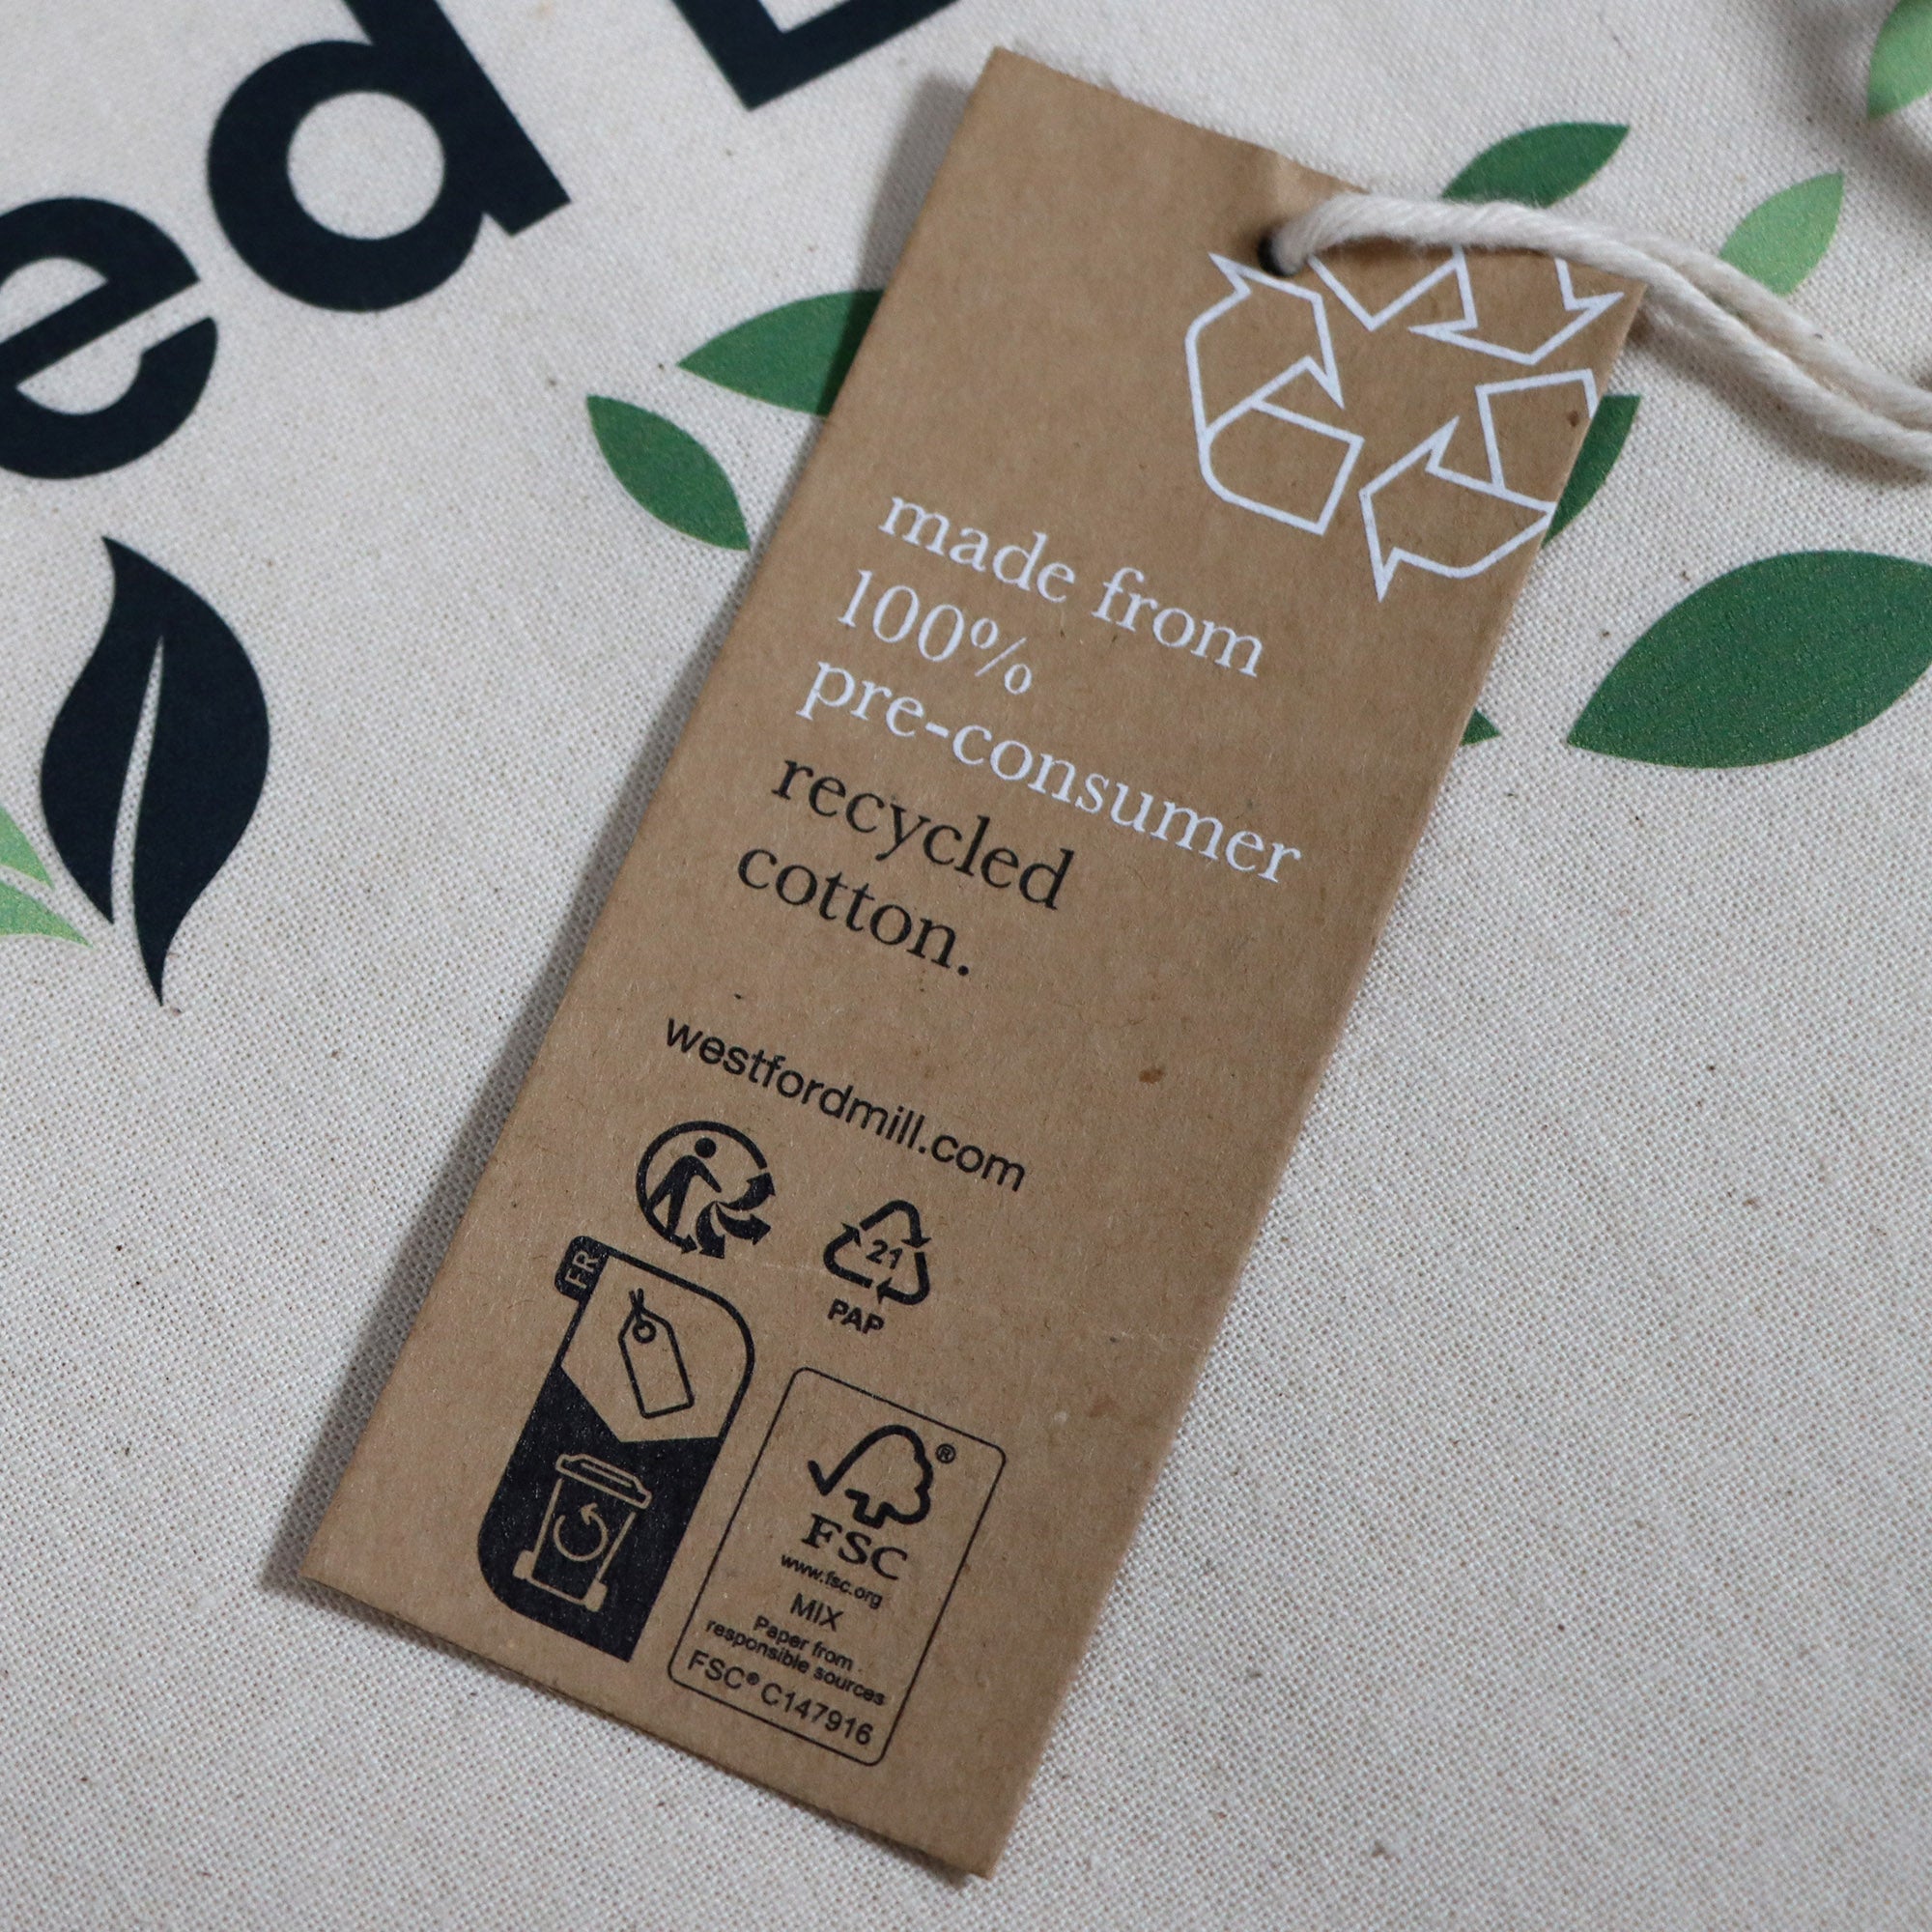 ed
made from
100%
pre-consumer
recycled
cotton.
westfordmill.com
21
PAP
FR
®
FSC
www.fsc.org
MIX
Paper from
responsible sources
FSC® C147916